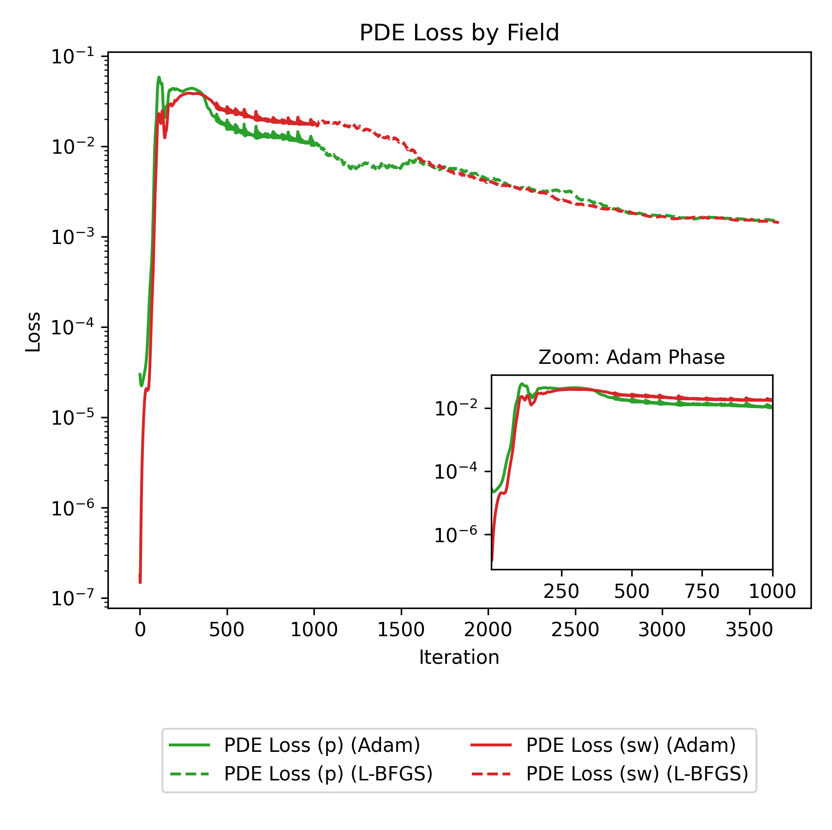 PDE Loss by Field
Loss
10⁻¹
10⁻²
10⁻³
10⁻⁴
10⁻⁵
10⁻⁶
10⁻⁷
0 500 1000 1500 2000 2500 3000 3500
Iteration
Zoom: Adam Phase
10⁻²
10⁻⁴
10⁻⁶
250 500 750 1000
PDE Loss (p) (Adam)
PDE Loss (p) (L-BFGS)
PDE Loss (sw) (Adam)
PDE Loss (sw) (L-BFGS)